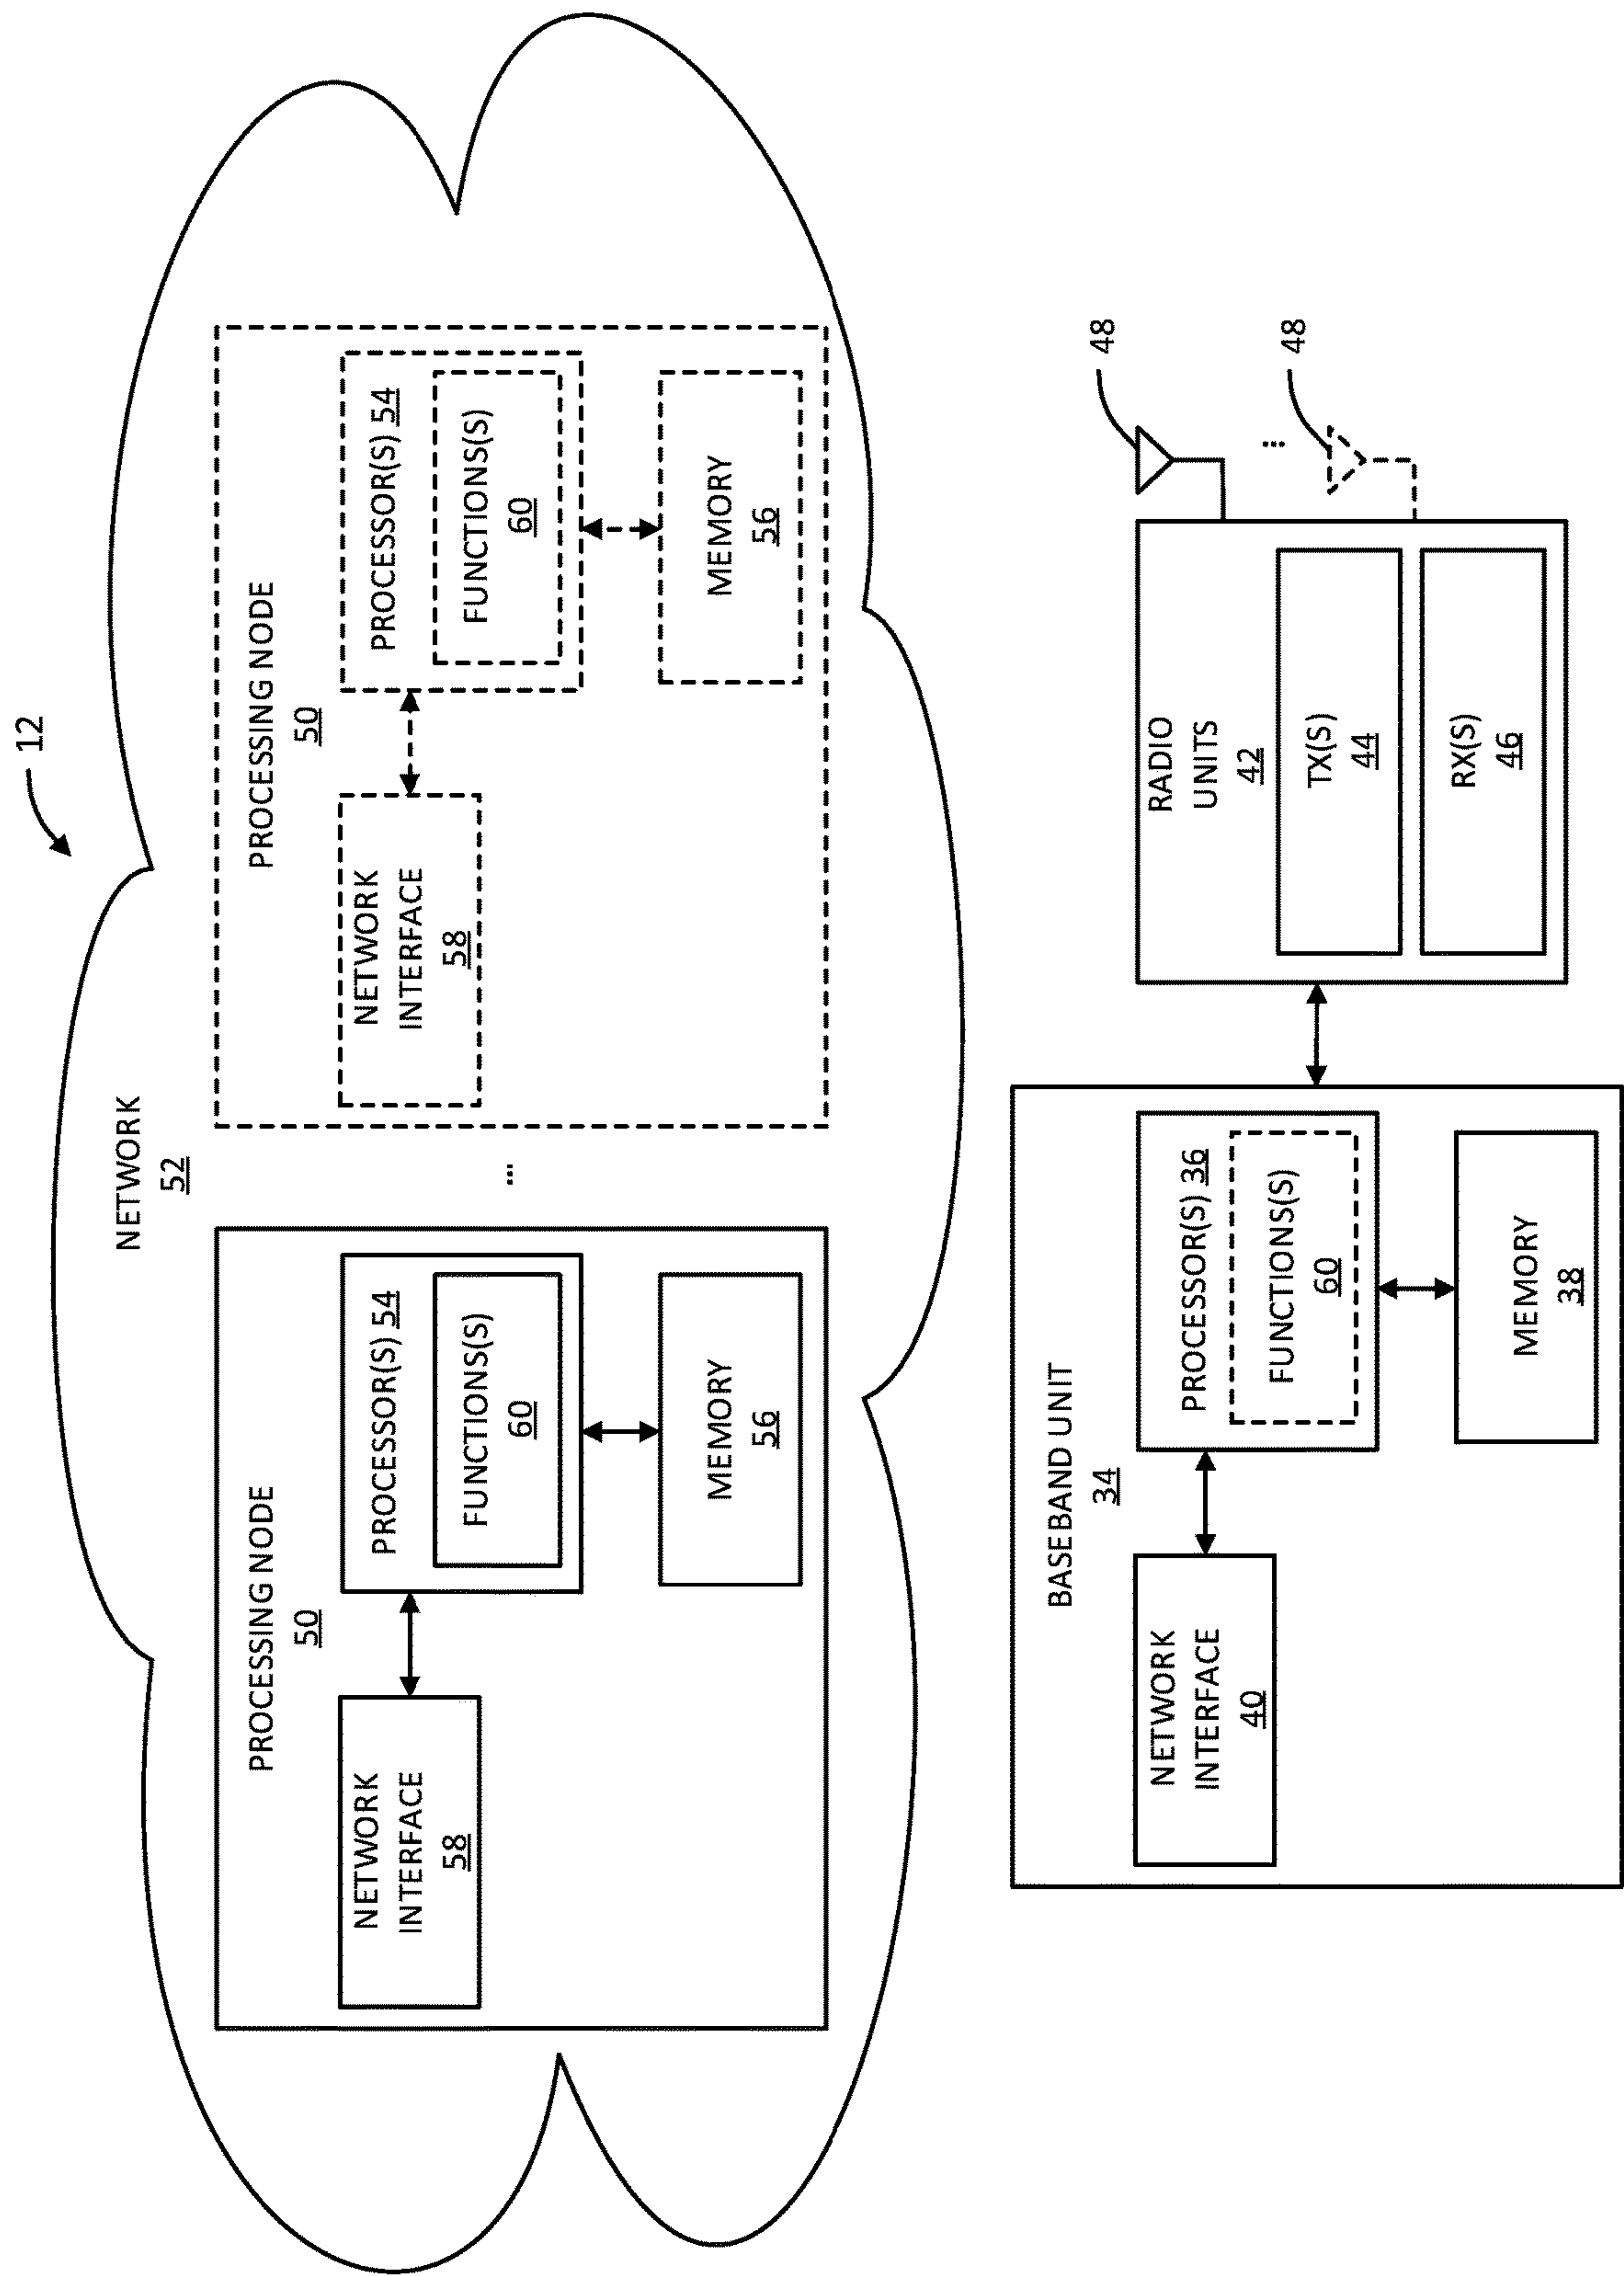 12
NETWORK
52
PROCESSING NODE
50
NETWORK
INTERFACE
58
PROCESSOR(S) 54
FUNCTIONS(S)
60
MEMORY
56
...
PROCESSING NODE
50
NETWORK
INTERFACE
58
PROCESSOR(S) 54
FUNCTIONS(S)
60
MEMORY
56
BASEBAND UNIT
34
NETWORK
INTERFACE
40
PROCESSOR(S) 36
FUNCTIONS(S)
60
MEMORY
38
RADIO
UNITS
42
TX(S)
44
RX(S)
46
48
...
48